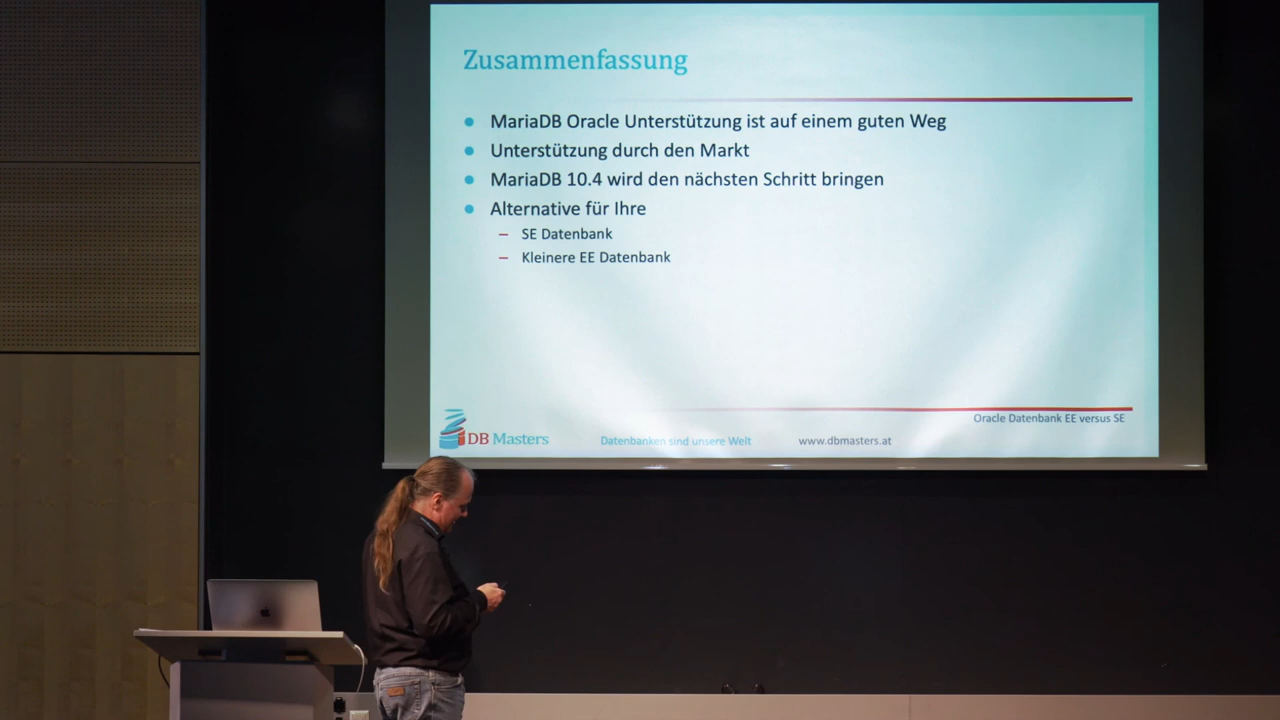 Zusammenfassung
MariaDB Oracle Unterstützung ist auf einem guten Weg
Unterstützung durch den Markt
MariaDB 10.4 wird den nächsten Schritt bringen
Alternative für Ihre
– SE Datenbank
– Kleinere EE Datenbank
Oracle Datenbank EE versus SE
DB Masters
Datenbanken sind unsere Welt
www.dbmasters.at